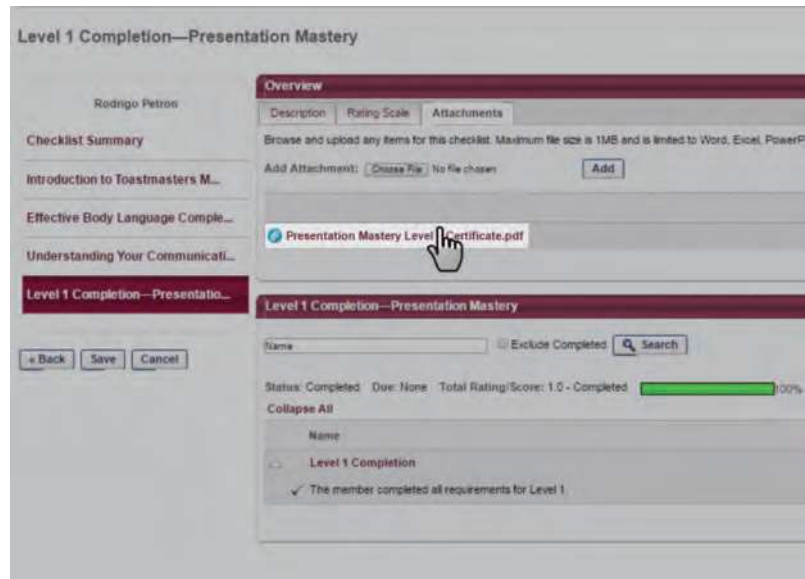 Level 1 Completion—Presentation Mastery
Rodrigo Petron
Checklist Summary
Introduction to Toastmasters M...
Effective Body Language Comple...
Understanding Your Communicati...
Level 1 Completion—Presentatio...
« Back Save Cancel
Overview
Description Rating Scale Attachments
Browse and upload any items for this checklist. Maximum file size is 1MB and is limited to Word, Excel, PowerP
Add Attachment: Choose File No file chosen Add
Presentation Mastery Level Certificate.pdf
Level 1 Completion—Presentation Mastery
Name Exclude Completed Search
Status: Completed Due: None Total Rating/Score: 1.0 - Completed 100%
Collapse All
Name
Level 1 Completion
The member completed all requirements for Level 1.